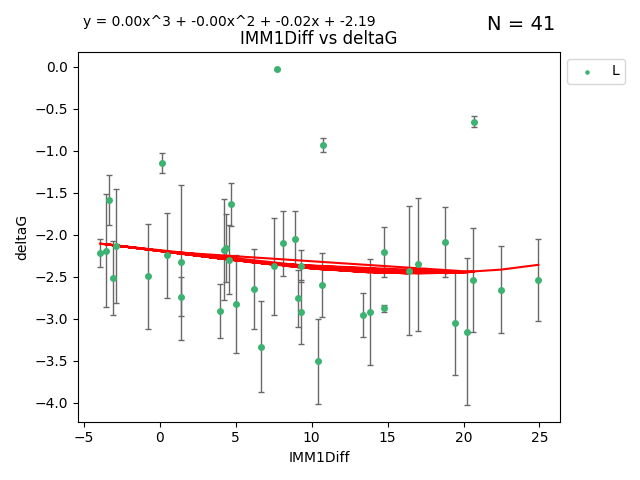 y = 0.00x^3 + -0.00x^2 + -0.02x + -2.19
N = 41
IMM1Diff vs deltaG
L
0.0
−0.5
−1.0
−1.5
−2.0
−2.5
−3.0
−3.5
−4.0
deltaG
−5 0 5 10 15 20 25
IMM1Diff